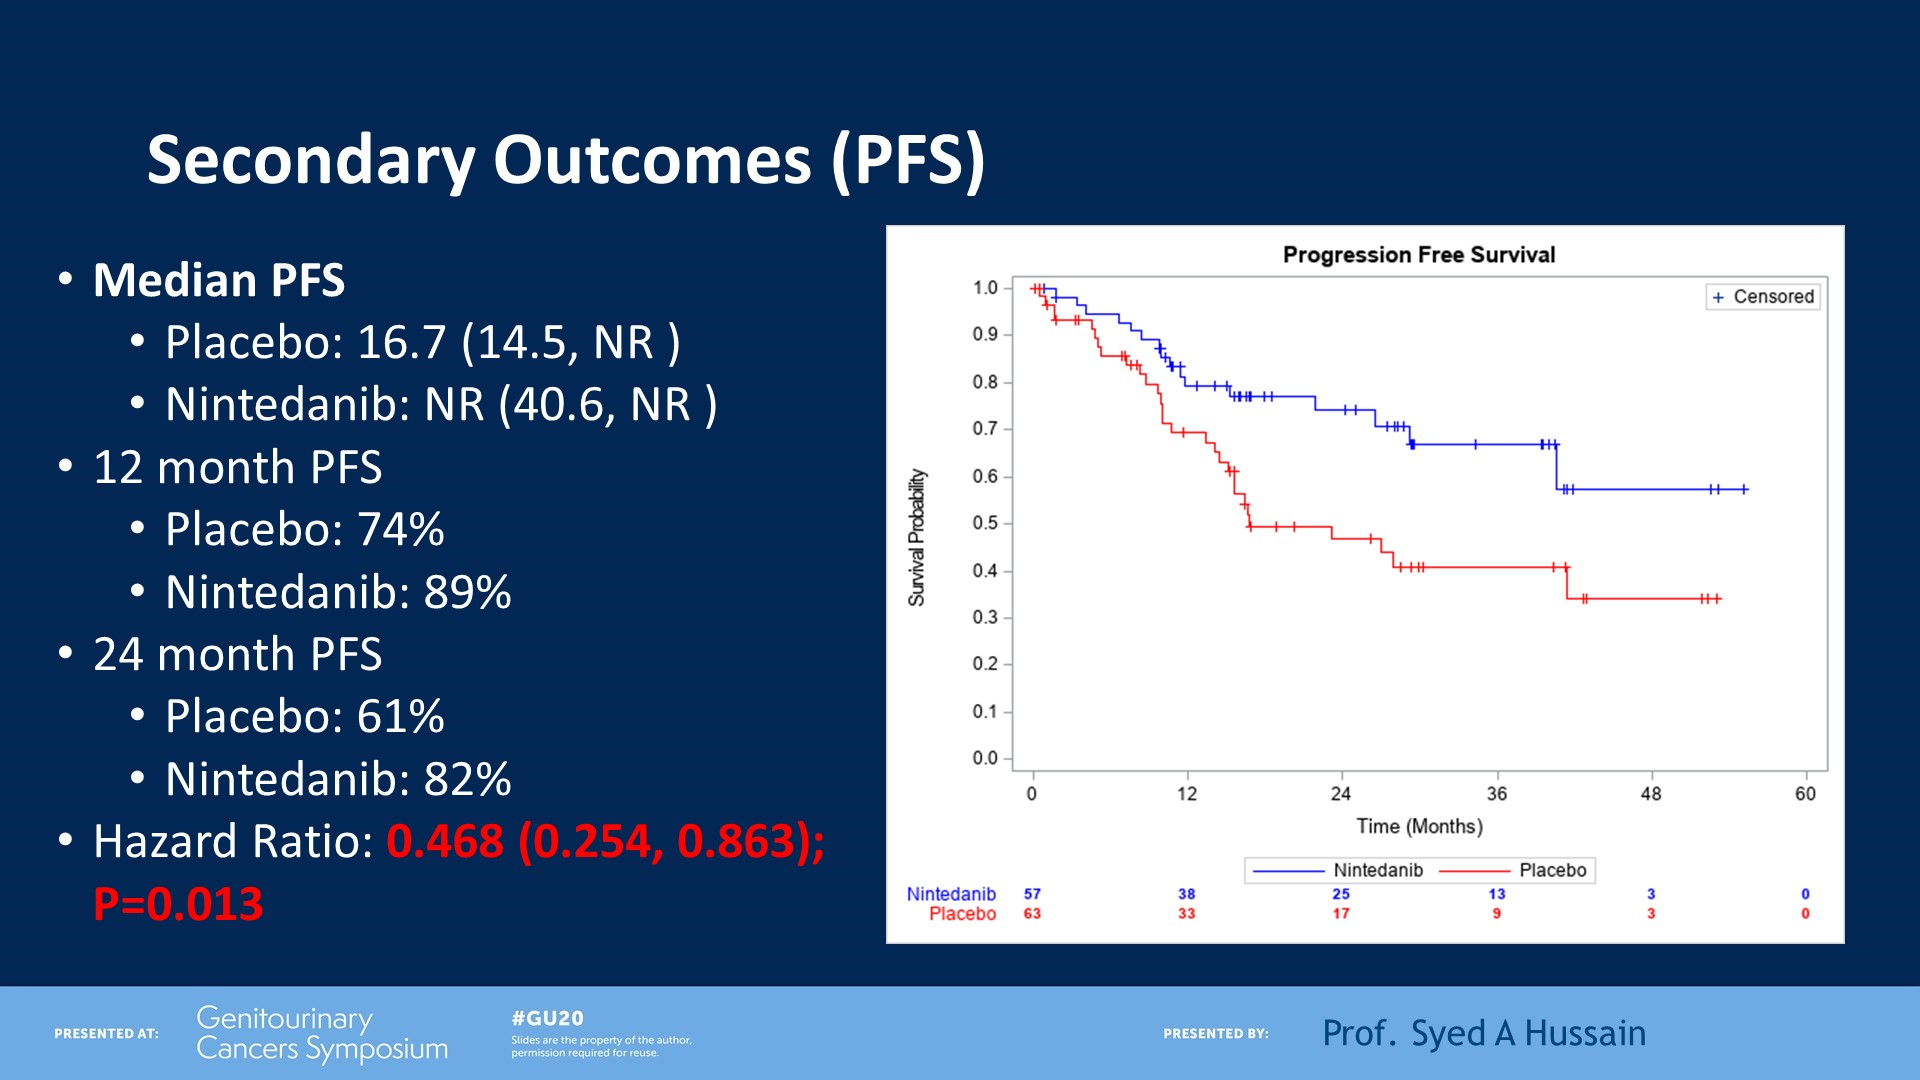 Secondary Outcomes (PFS)
• Median PFS
• Placebo: 16.7 (14.5, NR )
• Nintedanib: NR (40.6, NR )
• 12 month PFS
• Placebo: 74%
• Nintedanib: 89%
• 24 month PFS
• Placebo: 61%
• Nintedanib: 82%
• Hazard Ratio: 0.468 (0.254, 0.863);
P=0.013
Progression Free Survival
+ Censored
Survival Probability
1.0
0.9
0.8
0.7
0.6
0.5
0.4
0.3
0.2
0.1
0.0
0 12 24 36 48 60
Time (Months)
Nintedanib Placebo
Nintedanib 57 38 25 13 3 0
Placebo 63 33 17 9 3 0
PRESENTED AT:
Genitourinary
Cancers Symposium
#GU20
Slides are the property of the author,
permission required for reuse.
PRESENTED BY:
Prof. Syed A Hussain